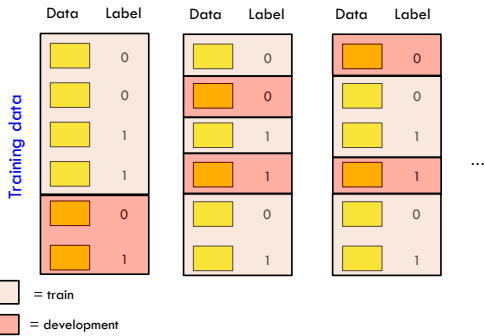 Data Label Data Label Data Label
0 0 0
0 0 0
1 1 1
1 1 1
0 0 0
1 1 1
...
Training data
= train
= development